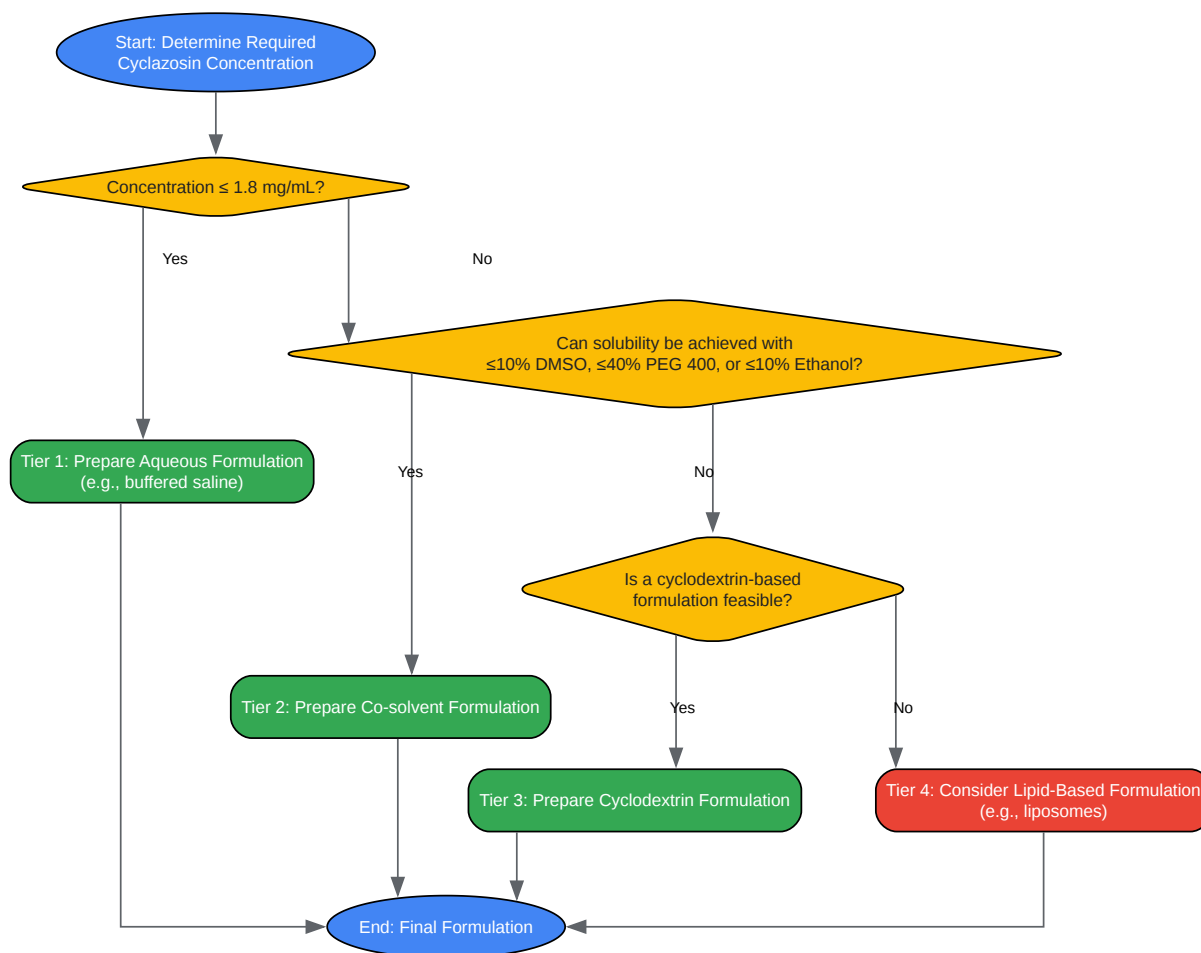 Start: Determine Required
Cyclazosin Concentration
Concentration ≤ 1.8 mg/mL?
Yes
No
Can solubility be achieved with
≤10% DMSO, ≤40% PEG 400, or ≤10% Ethanol?
Tier 1: Prepare Aqueous Formulation
(e.g., buffered saline)
Yes
No
Is a cyclodextrin-based
formulation feasible?
Tier 2: Prepare Co-solvent Formulation
Yes
No
Tier 3: Prepare Cyclodextrin Formulation
Tier 4: Consider Lipid-Based Formulation
(e.g., liposomes)
End: Final Formulation